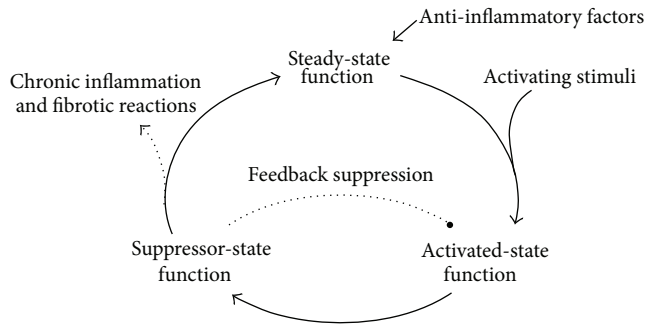 Anti-inflammatory factors
Steady-state
function
Chronic inflammation
and fibrotic reactions
Activating stimuli
Feedback suppression
Suppressor-state
function
Activated-state
function